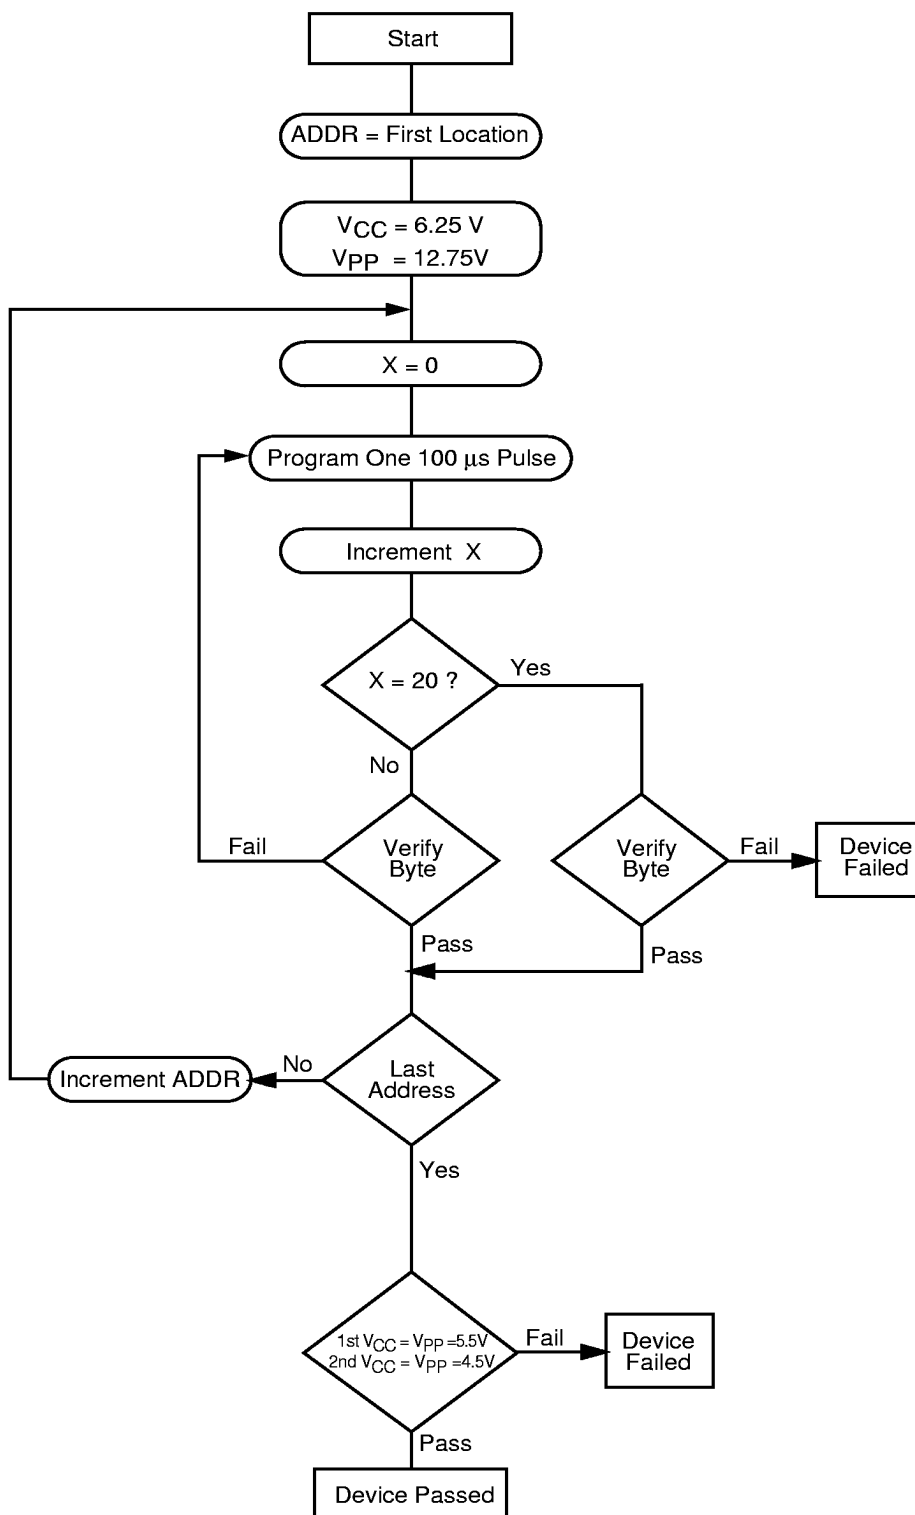 Start
ADDR = First Location
VCC = 6.25 V
VPP = 12.75V
X = 0
Program One 100 µs Pulse
Increment X
X = 20 ?
Yes
No
Fail
Verify
Byte
Verify
Byte
Fail
Device
Failed
Pass
Pass
Last
Address
No
Increment ADDR
Yes
1st VCC = VPP =5.5V
2nd VCC = VPP =4.5V
Fail
Device
Failed
Pass
Device Passed